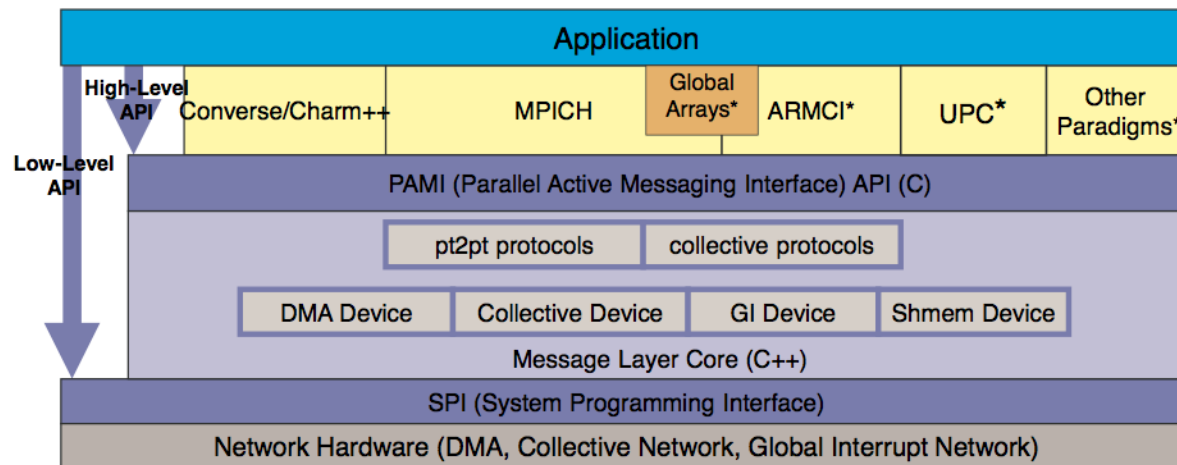 Application
High-Level
API
Low-Level
API
Converse/Charm++
MPICH
Global
Arrays*
ARMCI*
UPC*
Other
Paradigms*
PAMI (Parallel Active Messaging Interface) API (C)
pt2pt protocols
collective protocols
DMA Device
Collective Device
GI Device
Shmem Device
Message Layer Core (C++)
SPI (System Programming Interface)
Network Hardware (DMA, Collective Network, Global Interrupt Network)